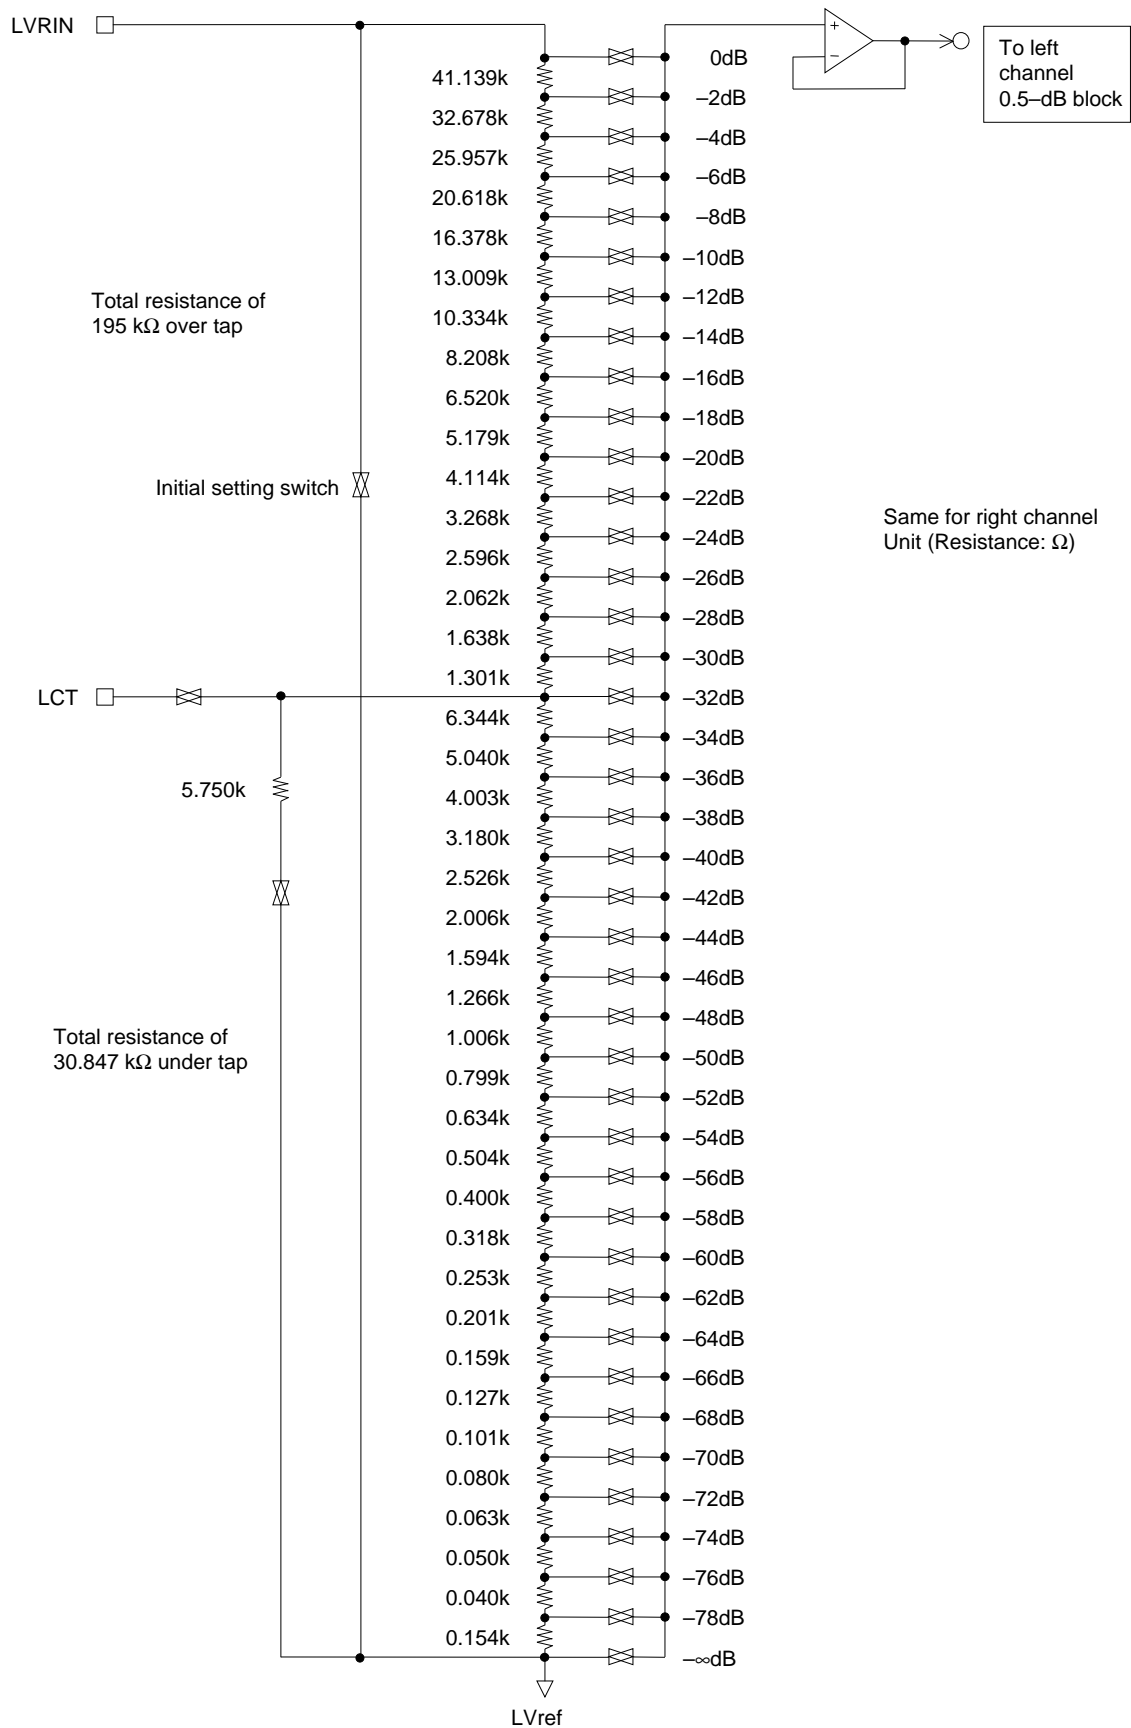 LVRIN
To left
channel
0.5–dB block
0dB
41.139k
–2dB
32.678k
–4dB
25.957k
–6dB
20.618k
–8dB
16.378k
–10dB
13.009k
–12dB
Total resistance of
195 kΩ over tap
10.334k
–14dB
8.208k
–16dB
6.520k
–18dB
5.179k
–20dB
4.114k
Initial setting switch
–22dB
3.268k
–24dB
Same for right channel
Unit (Resistance: Ω)
2.596k
–26dB
2.062k
–28dB
1.638k
–30dB
1.301k
LCT
–32dB
6.344k
–34dB
5.040k
–36dB
5.750k
4.003k
–38dB
3.180k
–40dB
2.526k
–42dB
2.006k
–44dB
1.594k
–46dB
1.266k
–48dB
Total resistance of
30.847 kΩ under tap
1.006k
–50dB
0.799k
–52dB
0.634k
–54dB
0.504k
–56dB
0.400k
–58dB
0.318k
–60dB
0.253k
–62dB
0.201k
–64dB
0.159k
–66dB
0.127k
–68dB
0.101k
–70dB
0.080k
–72dB
0.063k
–74dB
0.050k
–76dB
0.040k
–78dB
0.154k
–∞dB
LVref